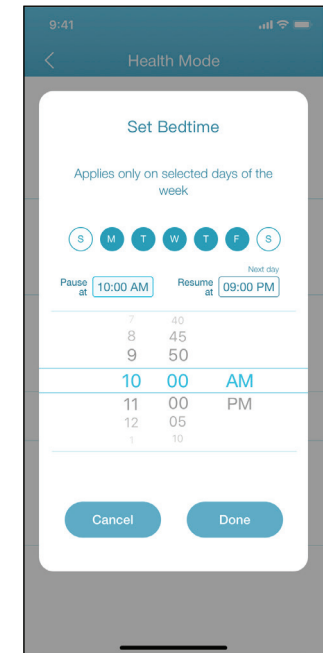 9:41
Health Mode
Set Bedtime
Applies only on selected days of the
week
S M T W T F S
Next day
Pause at 10:00 AM Resume at 09:00 PM
7 40
8 45
9 50
10 00 AM
11 00 PM
12 05
1 10
Cancel Done